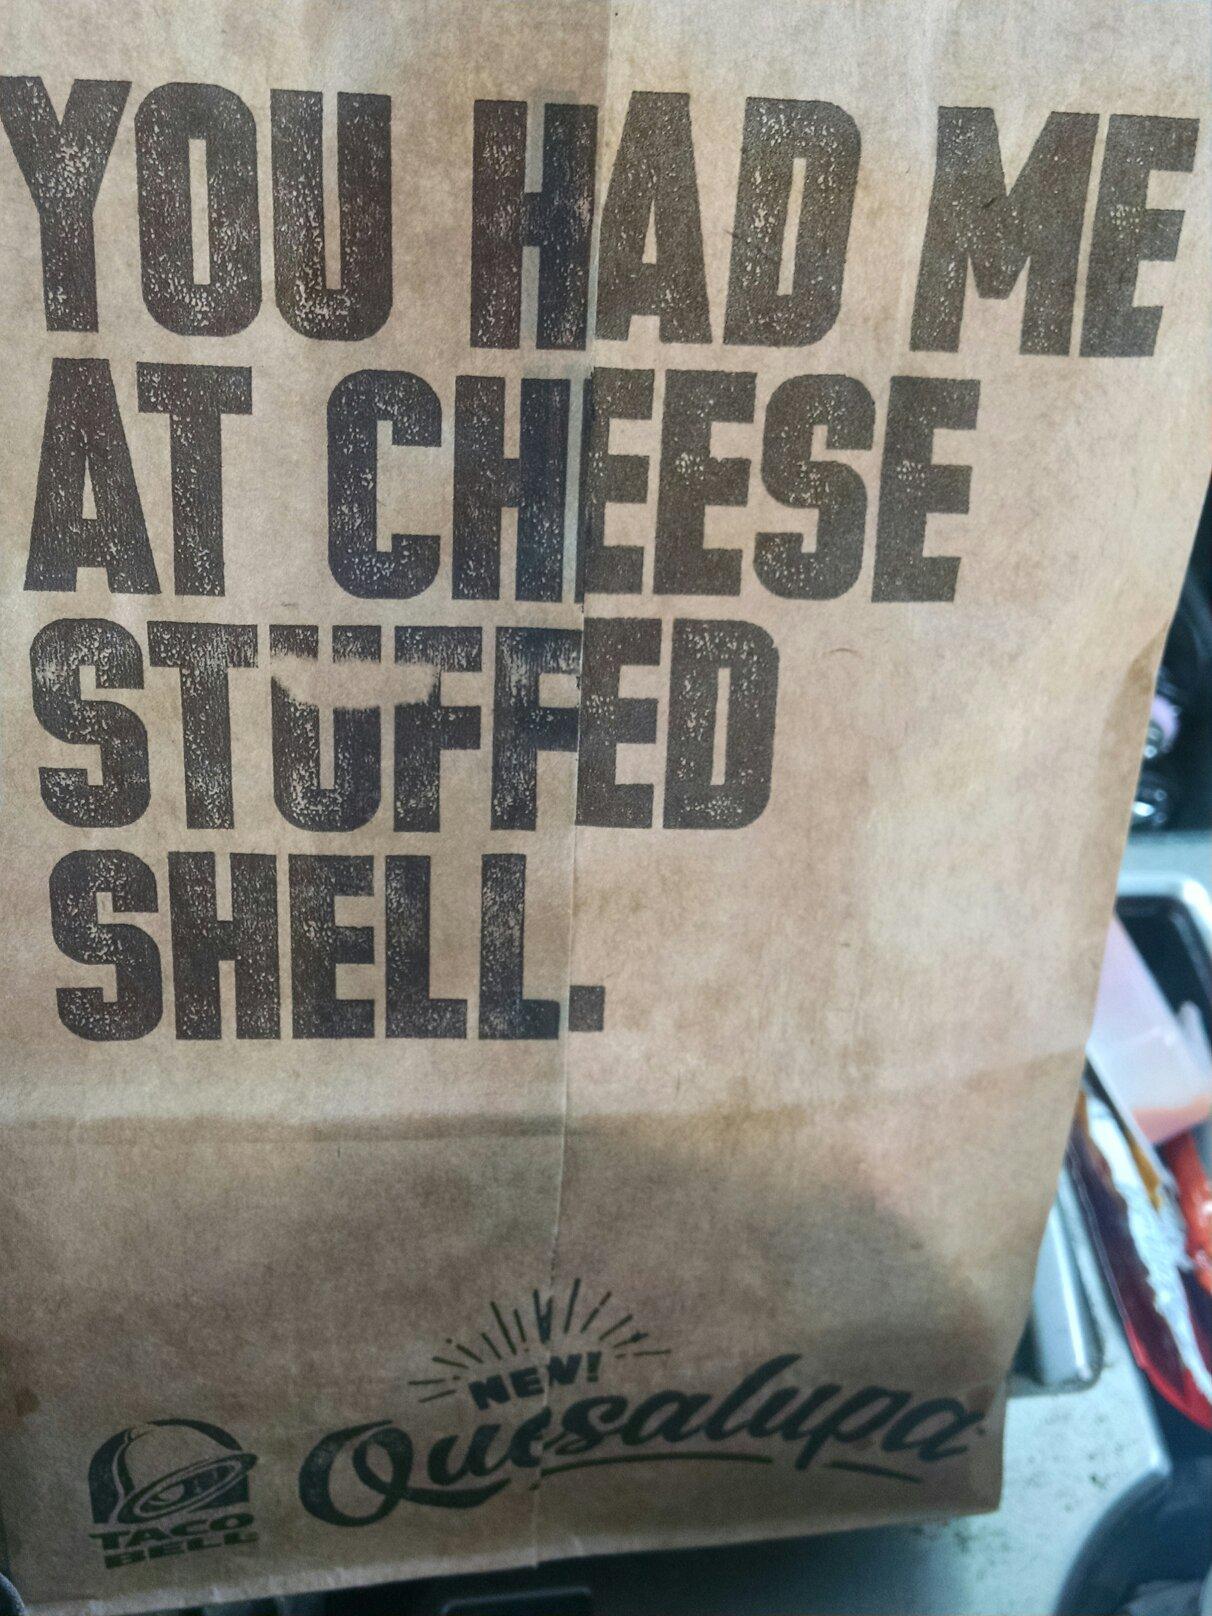 YOU HAD ME
AT CHEESE
STUFFED
SHELL.
NEW!
Quesalupa
TACO
BELL